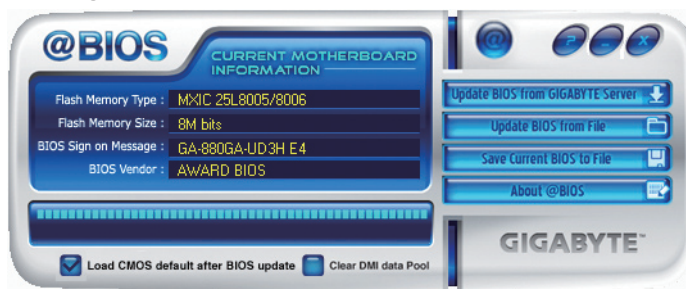 @BIOS
CURRENT MOTHERBOARD
INFORMATION
Flash Memory Type : MXIC 25L8005/8006
Flash Memory Size : 8M bits
BIOS Sign on Message : GA-880GA-UD3H E4
BIOS Vendor : AWARD BIOS
Load CMOS default after BIOS update
Clear DMI data Pool
@
? – X
Update BIOS from GIGABYTE Server
Update BIOS from File
Save Current BIOS to File
About @BIOS
GIGABYTE™